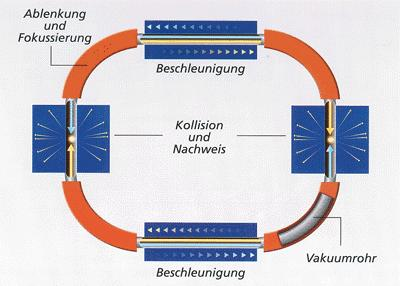 Ablenkung
und
Fokussierung
Beschleunigung
Kollision
und
Nachweis
Vakuumrohr
Beschleunigung